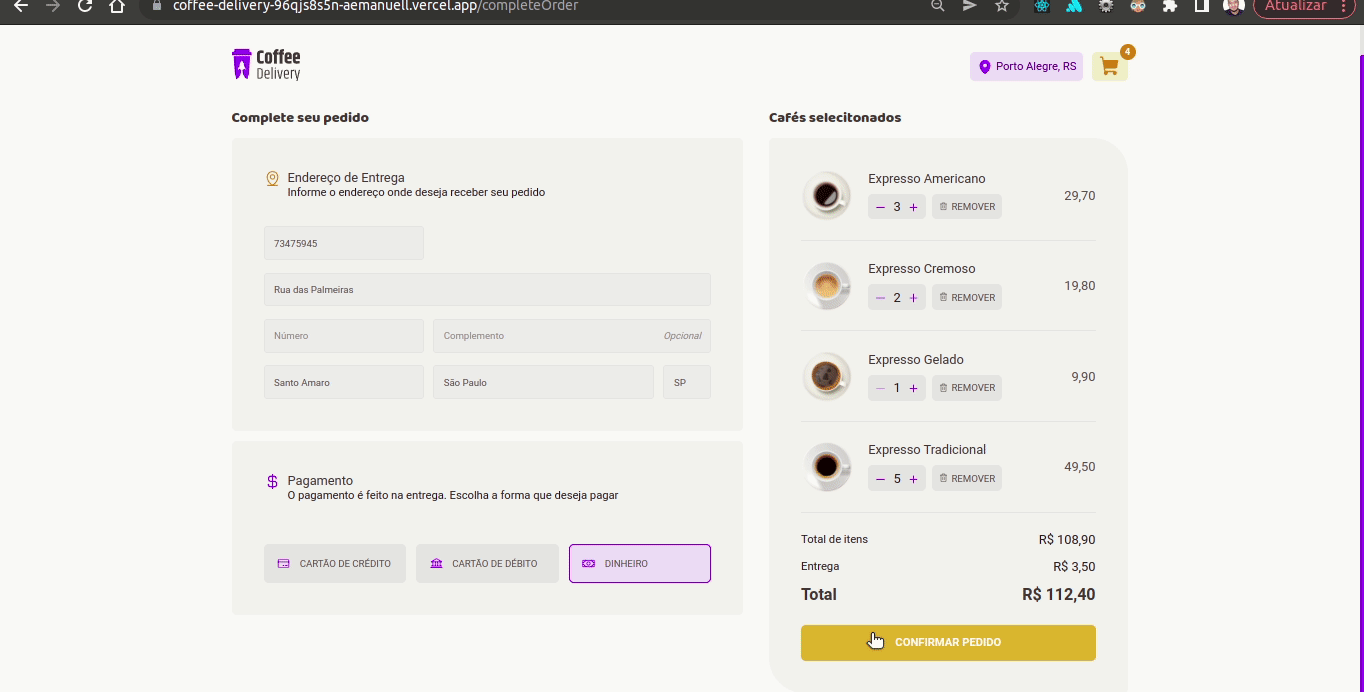 coffee-delivery-96qjs8s5n-aemanuell.vercel.app/completeOrder
Atualizar
Coffee
Delivery
Porto Alegre, RS
4
Complete seu pedido
Endereço de Entrega
Informe o endereço onde deseja receber seu pedido
73475945
Rua das Palmeiras
Número
Complemento
Opcional
Santo Amaro
São Paulo
SP
Pagamento
O pagamento é feito na entrega. Escolha a forma que deseja pagar
CARTÃO DE CRÉDITO
CARTÃO DE DÉBITO
DINHEIRO
Cafés selecitonados
Expresso Americano
3
REMOVER
29,70
Expresso Cremoso
2
REMOVER
19,80
Expresso Gelado
1
REMOVER
9,90
Expresso Tradicional
5
REMOVER
49,50
Total de itens
R$ 108,90
Entrega
R$ 3,50
Total
R$ 112,40
CONFIRMAR PEDIDO